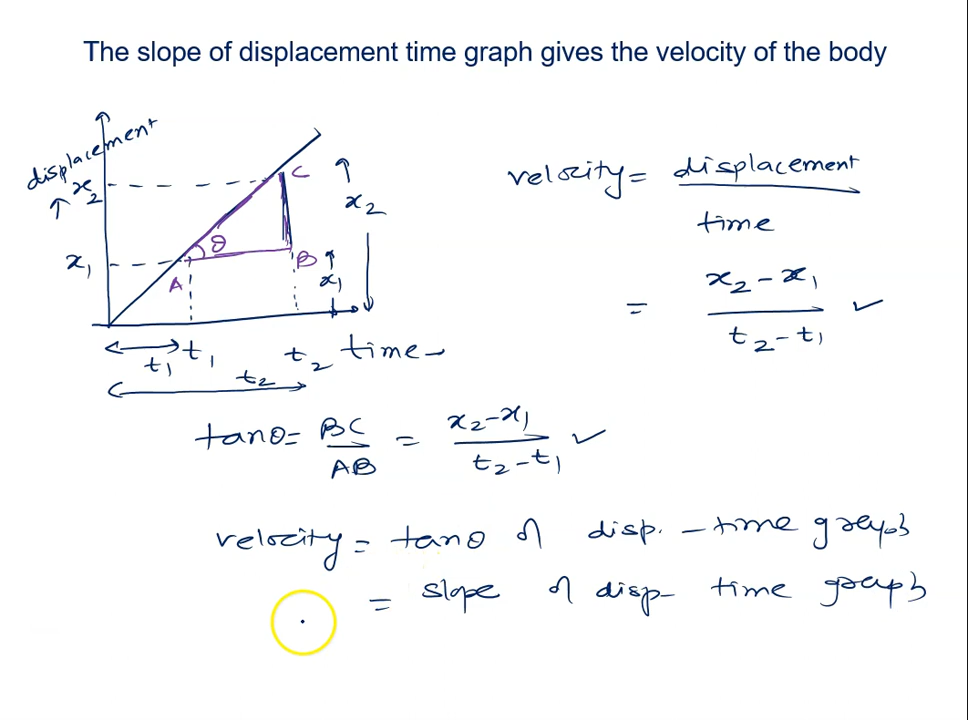 The slope of displacement time graph gives the velocity of the body
displacement
x₂
x₁
C
θ
A
B
x₂
x₁
t₁ t₂ time
t₁
t₂
velocity = displacement / time
= x₂-x₁ / t₂-t₁ ✓
tanθ = BC / AB = x₂-x₁ / t₂-t₁ ✓
velocity = tanθ of disp. - time graph
= slope of disp- time graph